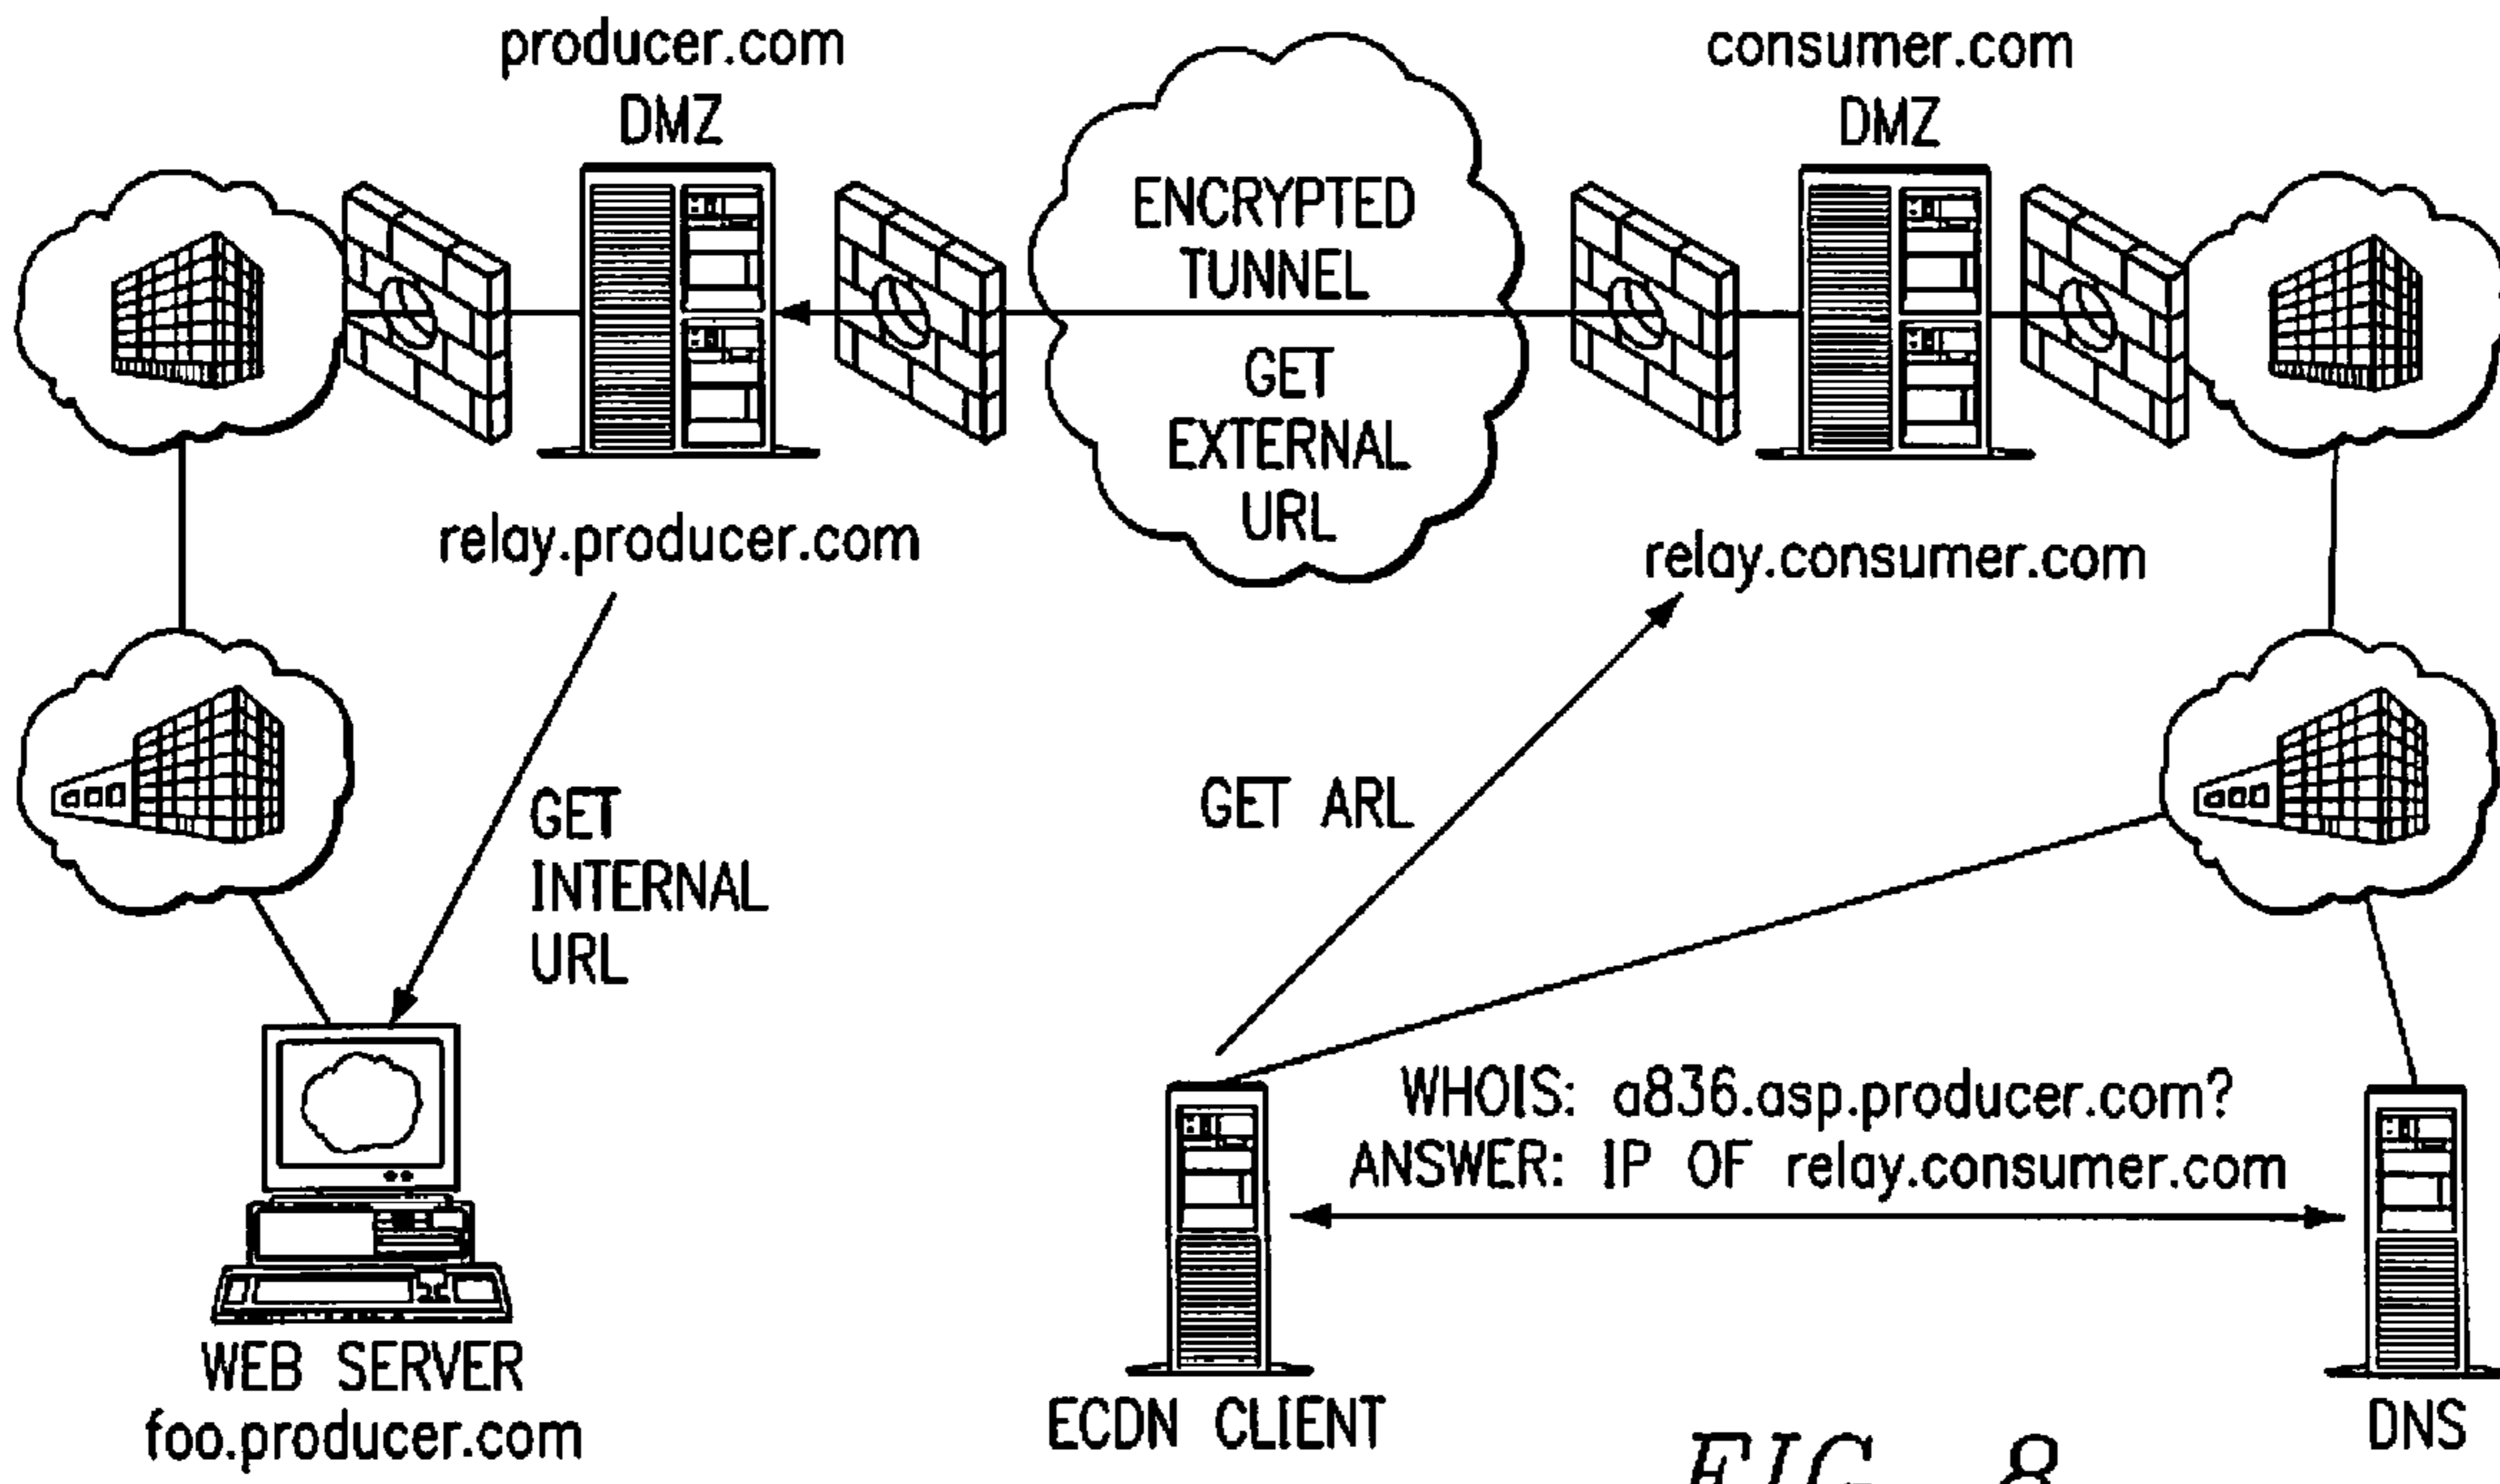 producer.com
DMZ
consumer.com
DMZ
ENCRYPTED
TUNNEL
GET
EXTERNAL
URL
relay.producer.com
relay.consumer.com
GET
INTERNAL
URL
GET ARL
WHOIS: a836.asp.producer.com?
ANSWER: IP OF relay.consumer.com
WEB SERVER
foo.producer.com
ECDN CLIENT
DNS
FIG. 8